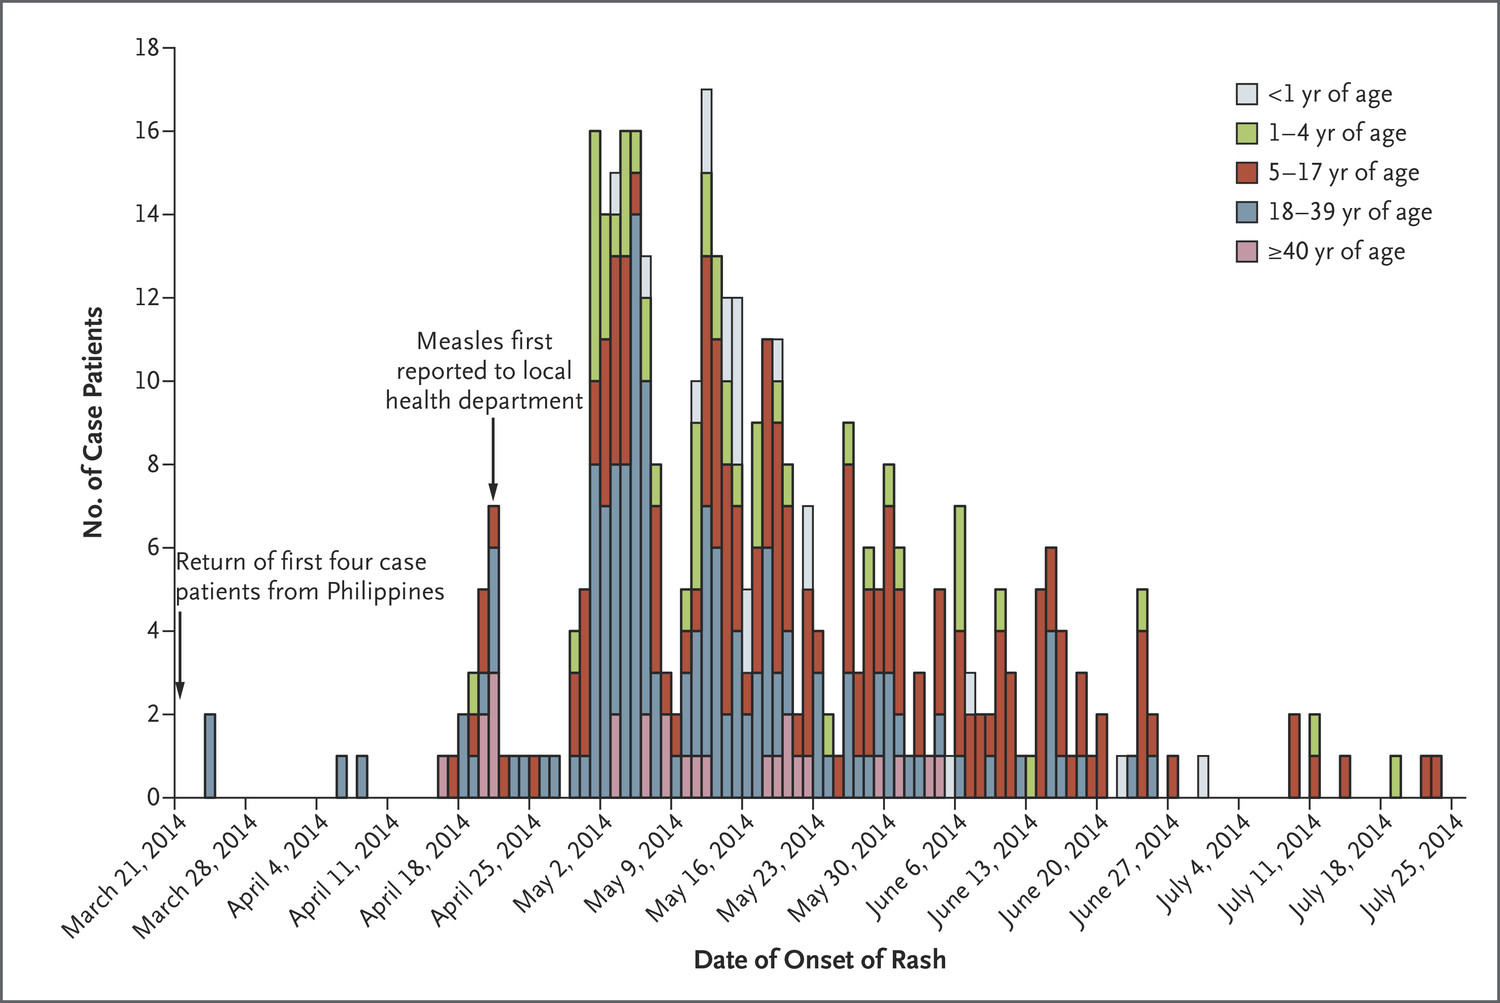 18
16
14
12
10
8
6
4
2
0
No. of Case Patients
<1 yr of age
1–4 yr of age
5–17 yr of age
18–39 yr of age
≥40 yr of age
Measles first
reported to local
health department
Return of first four case
patients from Philippines
March 21, 2014
March 28, 2014
April 4, 2014
April 11, 2014
April 18, 2014
April 25, 2014
May 2, 2014
May 9, 2014
May 16, 2014
May 23, 2014
May 30, 2014
June 6, 2014
June 13, 2014
June 20, 2014
June 27, 2014
July 4, 2014
July 11, 2014
July 18, 2014
July 25, 2014
Date of Onset of Rash